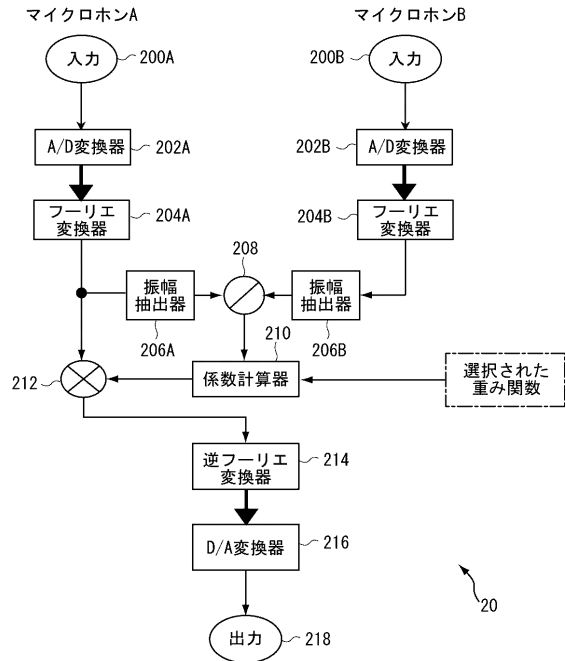 マイクロホンA
マイクロホンB
入力
200A
200B
入力
A/D変換器
202A
202B
A/D変換器
フーリエ
変換器
204A
204B
フーリエ
変換器
208
振幅
抽出器
206A
振幅
抽出器
206B
210
212
係数計算器
選択された
重み関数
逆フーリエ
変換器
214
D/A変換器
216
出力
218
20